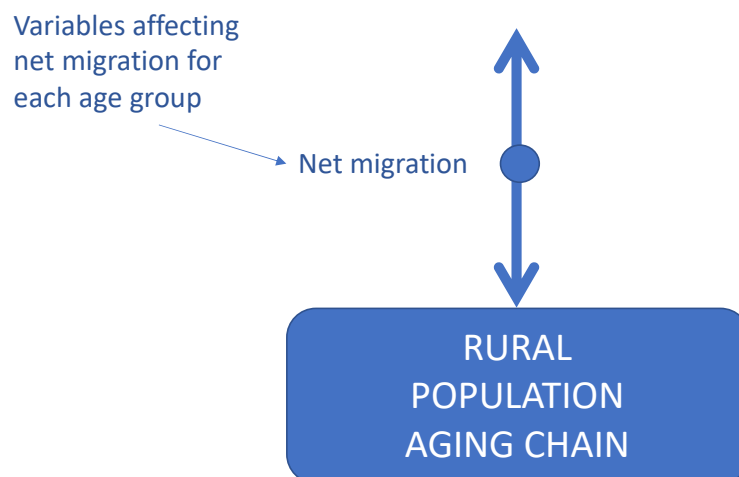 Variables affecting
net migration for
each age group
Net migration
RURAL
POPULATION
AGING CHAIN